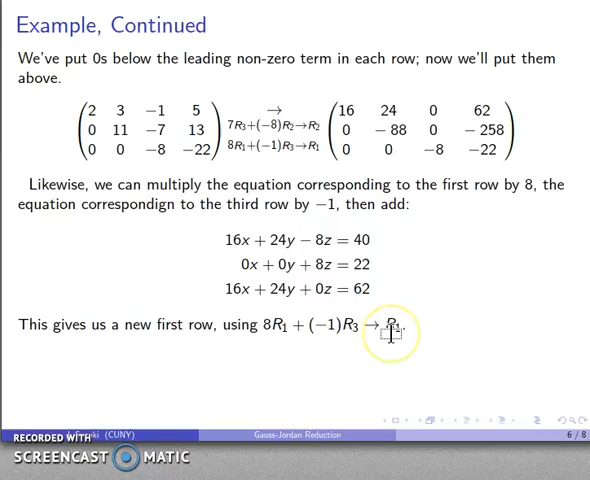 Example, Continued
We've put 0s below the leading non-zero term in each row; now we'll put them
above.
2 3 −1 5 → 16 24 0 62
0 11 −7 13 7R3+(−8)R2→R2 0 −88 0 −258
0 0 −8 −22 8R1+(−1)R3→R1 0 0 −8 −22
Likewise, we can multiply the equation corresponding to the first row by 8, the
equation correspondign to the third row by −1, then add:
16x + 24y − 8z = 40
0x + 0y + 8z = 22
16x + 24y + 0z = 62
This gives us a new first row, using 8R1 + (−1)R3 → R1.
(CUNY) Gauss-Jordan Reduction 6 / 8
RECORDED WITH
SCREENCAST MATIC